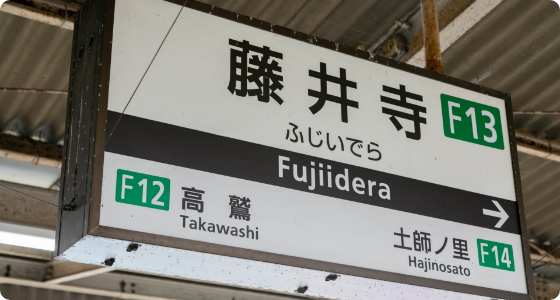 藤井寺 F13
ふじいでら
Fujiidera
F12 高鷲
Takawashi
土師ノ里 F14
Hajinosato